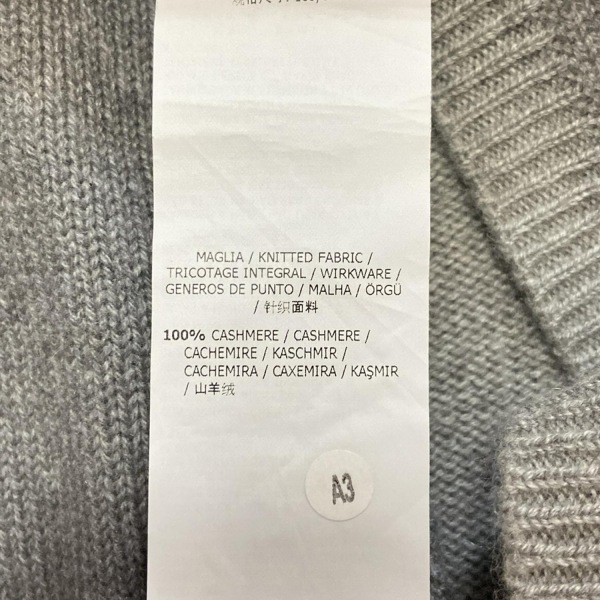 MAGLIA / KNITTED FABRIC /
TRICOTAGE INTEGRAL / WIRKWARE /
GENEROS DE PUNTO / MALHA / ÖRGÜ
/ 针织面料
100% CASHMERE / CASHMERE /
CACHEMIRE / KASCHMIR /
CACHEMIRA / CAXEMIRA / KAŞMIR
/ 山羊绒
A3